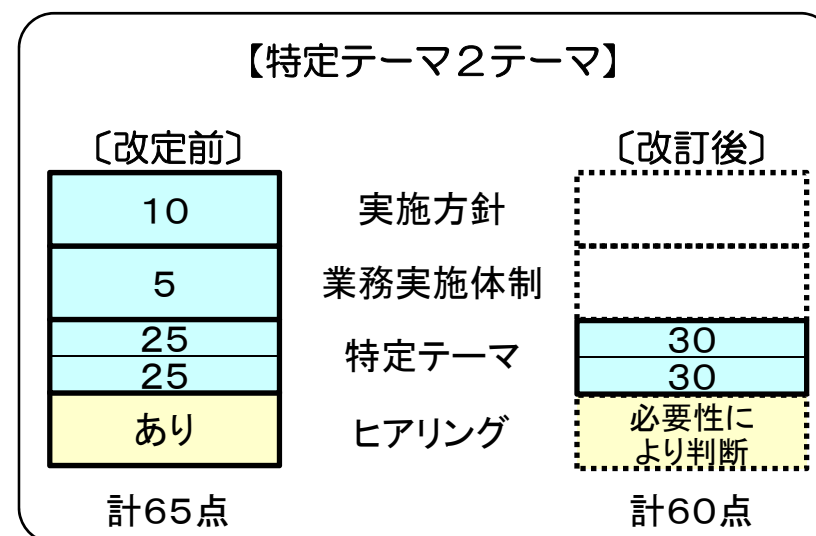 【特定テーマ２テーマ】
〔改定前〕
〔改訂後〕
１０
実施方針
５
業務実施体制
２５
２５
特定テーマ
３０
３０
あり
ヒアリング
必要性に
より判断
計６５点
計６０点